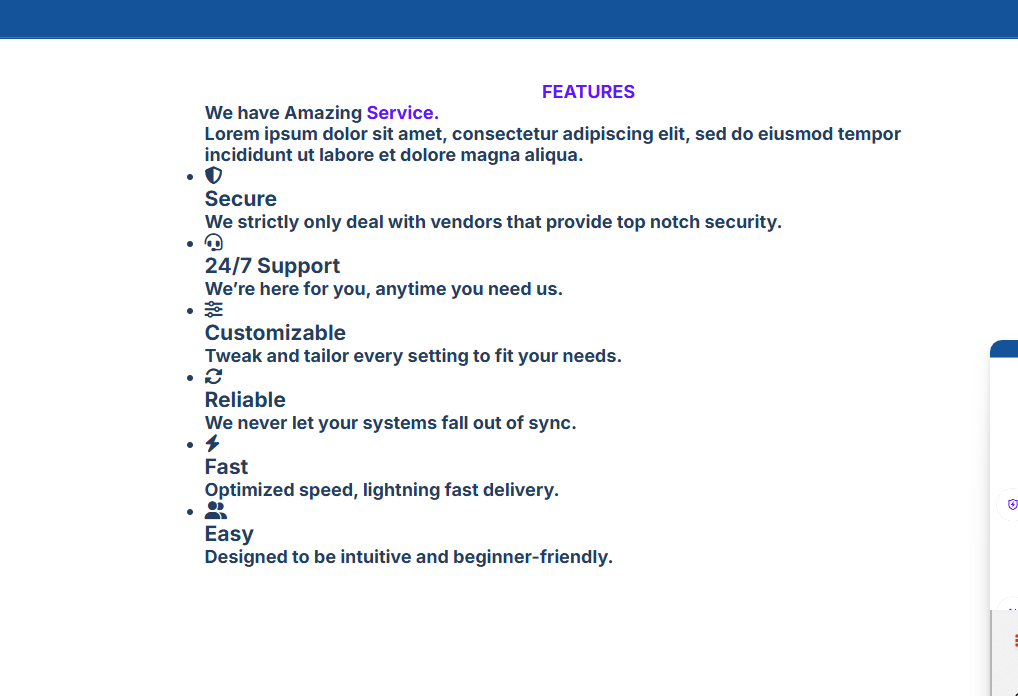 FEATURES
We have Amazing Service.
Lorem ipsum dolor sit amet, consectetur adipiscing elit, sed do eiusmod tempor
incididunt ut labore et dolore magna aliqua.
Secure
We strictly only deal with vendors that provide top notch security.
24/7 Support
We’re here for you, anytime you need us.
Customizable
Tweak and tailor every setting to fit your needs.
Reliable
We never let your systems fall out of sync.
Fast
Optimized speed, lightning fast delivery.
Easy
Designed to be intuitive and beginner-friendly.